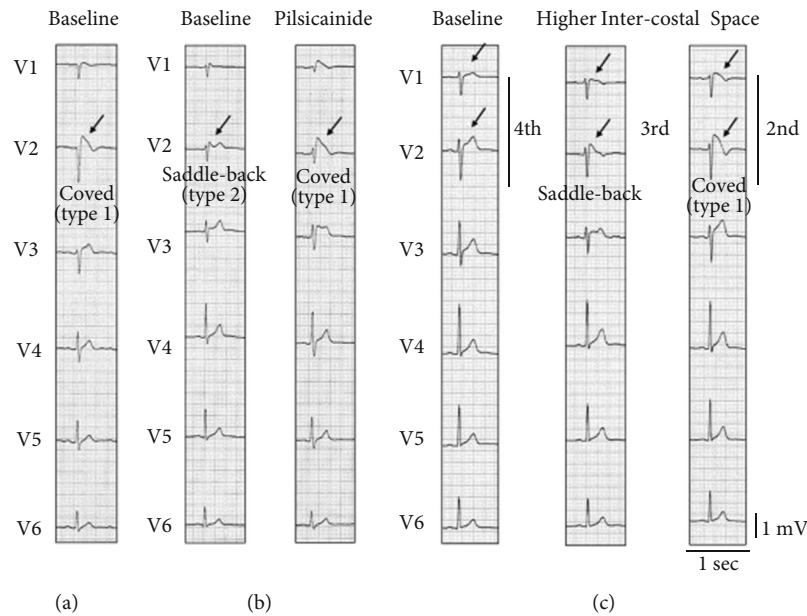 Baseline Baseline Pilsicainide Baseline Higher Inter-costal Space
V1 V1 V1
4th 3rd 2nd
V2 V2 V2
Coved
(type 1)
Saddle-back
(type 2)
Coved
(type 1)
Saddle-back
Coved
(type 1)
V3 V3 V3
V4 V4 V4
V5 V5 V5
V6 V6 V6
1 mV
1 sec
(a) (b) (c)